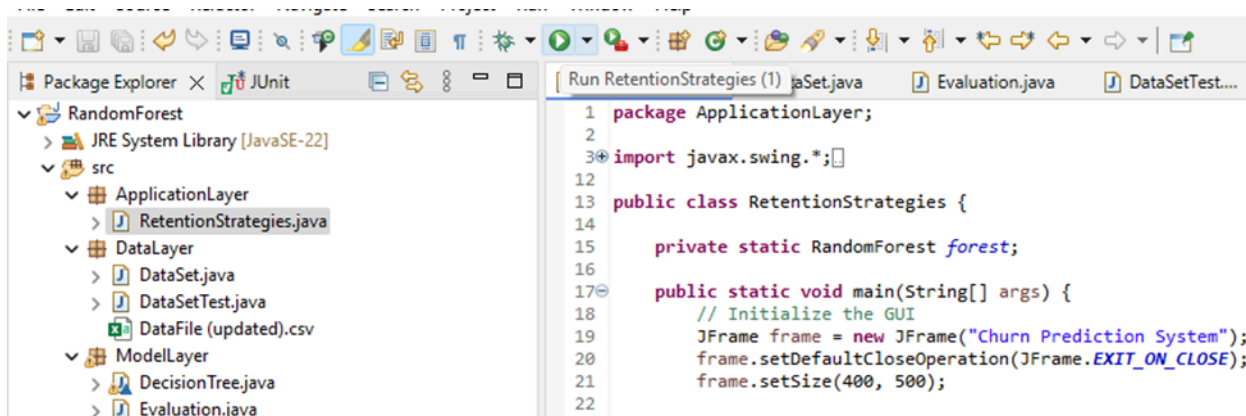 Package Explorer JUnit
RandomForest
JRE System Library [JavaSE-22]
src
ApplicationLayer
RetentionStrategies.java
DataLayer
DataSet.java
DataSetTest.java
DataFile (updated).csv
ModelLayer
DecisionTree.java
Evaluation.java
Run RetentionStrategies (1) aSet.java Evaluation.java DataSetTest....
1 package ApplicationLayer;
2
3 import javax.swing.*;
12
13 public class RetentionStrategies {
14
15 private static RandomForest forest;
16
17 public static void main(String[] args) {
18 // Initialize the GUI
19 JFrame frame = new JFrame("Churn Prediction System");
20 frame.setDefaultCloseOperation(JFrame.EXIT_ON_CLOSE);
21 frame.setSize(400, 500);
22